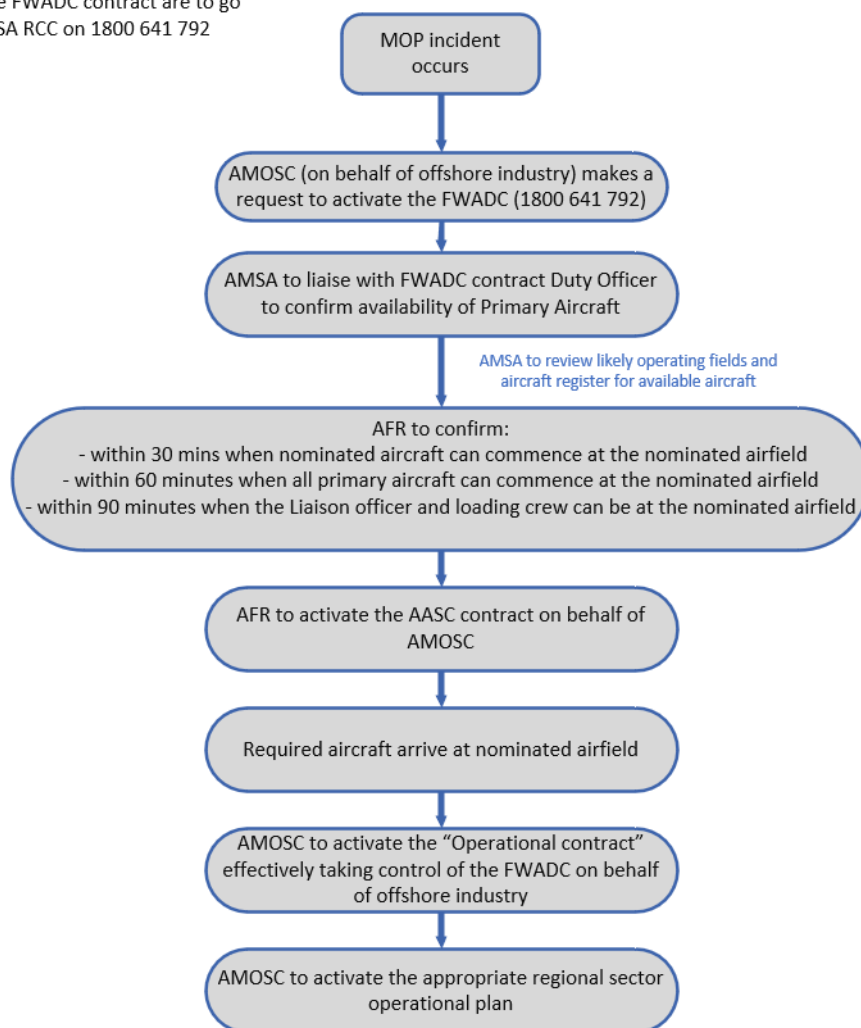 FWADC contract are to go
RCC on 1800 641 792
MOP incident
occurs
AMOSC (on behalf of offshore industry) makes a
request to activate the FWADC (1800 641 792)
AMSA to liaise with FWADC contract Duty Officer
to confirm availability of Primary Aircraft
AMSA to review likely operating fields and
aircraft register for available aircraft
AFR to confirm:
- within 30 mins when nominated aircraft can commence at the nominated airfield
- within 60 minutes when all primary aircraft can commence at the nominated airfield
- within 90 minutes when the Liaison officer and loading crew can be at the nominated airfield
AFR to activate the AASC contract on behalf of
AMOSC
Required aircraft arrive at nominated airfield
AMOSC to activate the “Operational contract”
effectively taking control of the FWADC on behalf
of offshore industry
AMOSC to activate the appropriate regional sector
operational plan